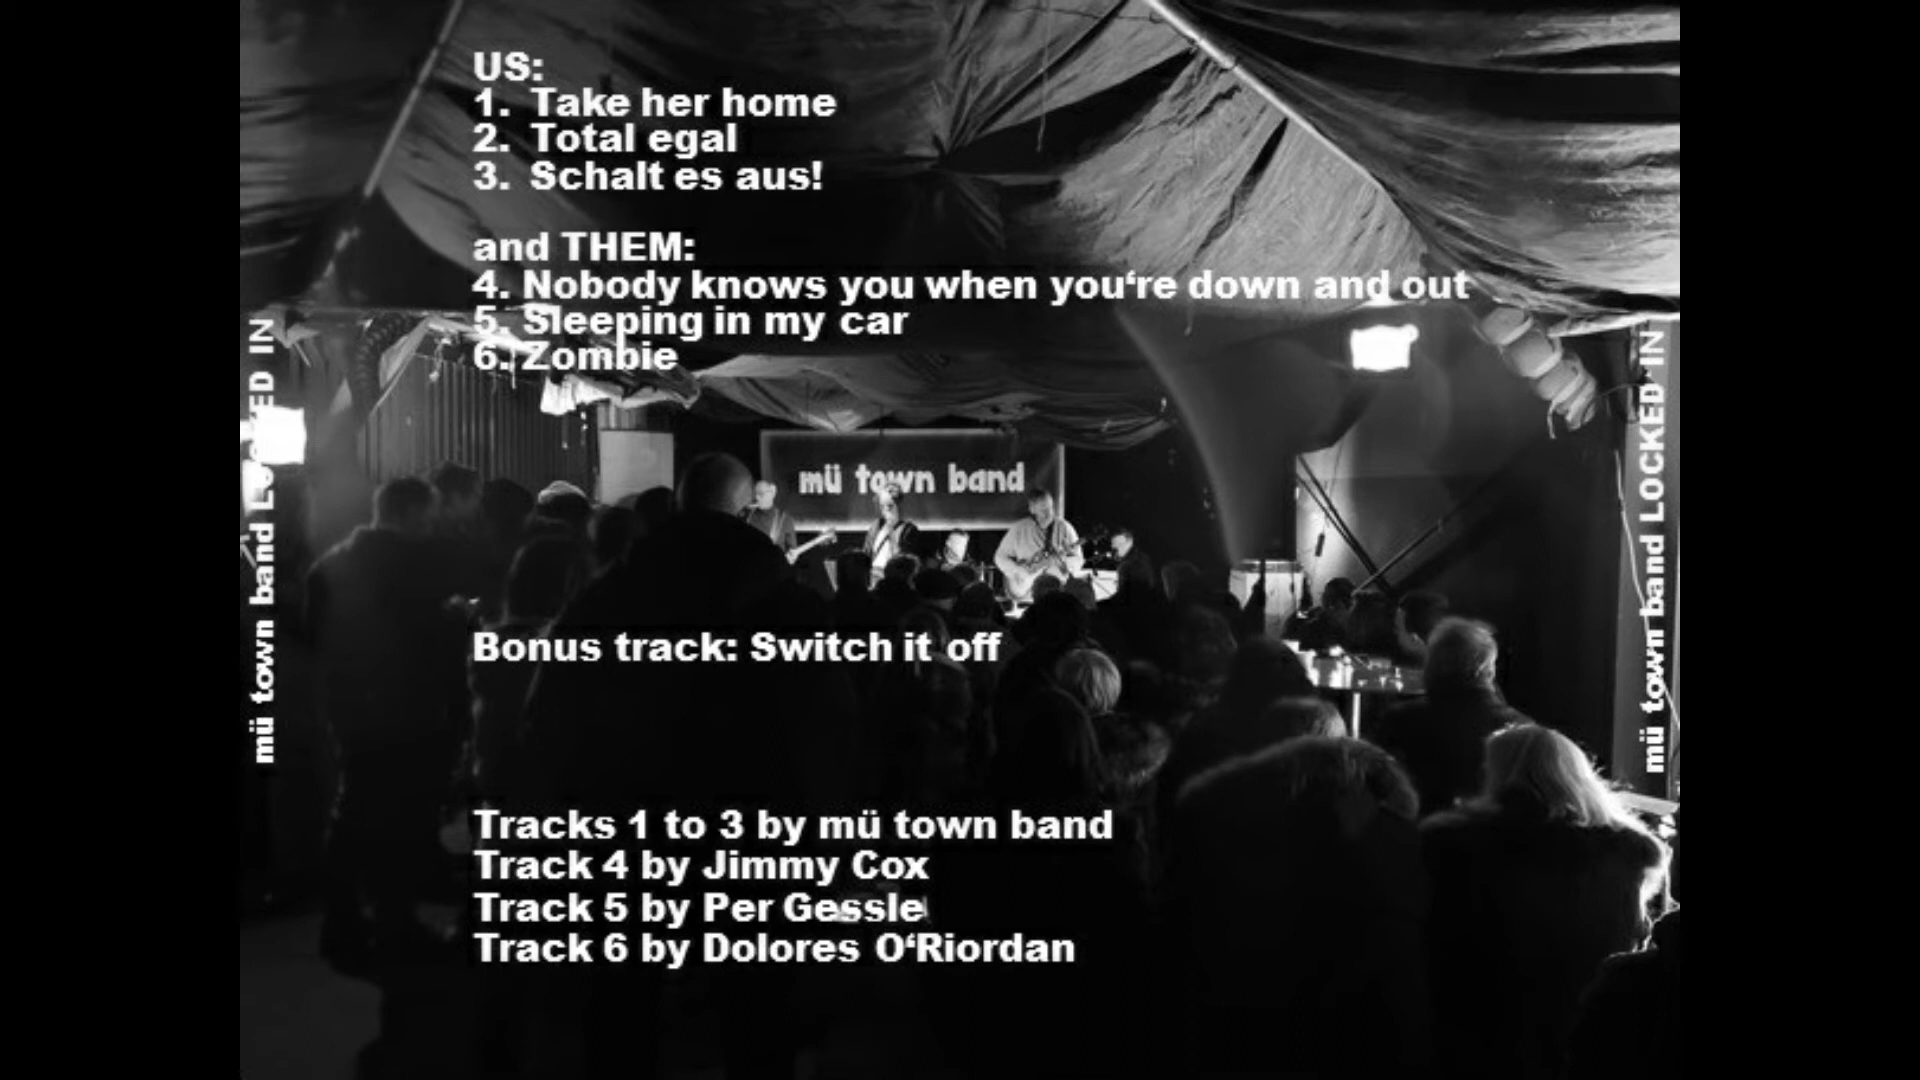 US:
1. Take her home
2. Total egal
3. Schalt es aus!
and THEM:
4. Nobody knows you when you‘re down and out
5. Sleeping in my car
6. Zombie
mü town band LOCKED IN
mü town band
mü town band LOCKED IN
Bonus track: Switch it off
Tracks 1 to 3 by mü town band
Track 4 by Jimmy Cox
Track 5 by Per Gessle
Track 6 by Dolores O‘Riordan